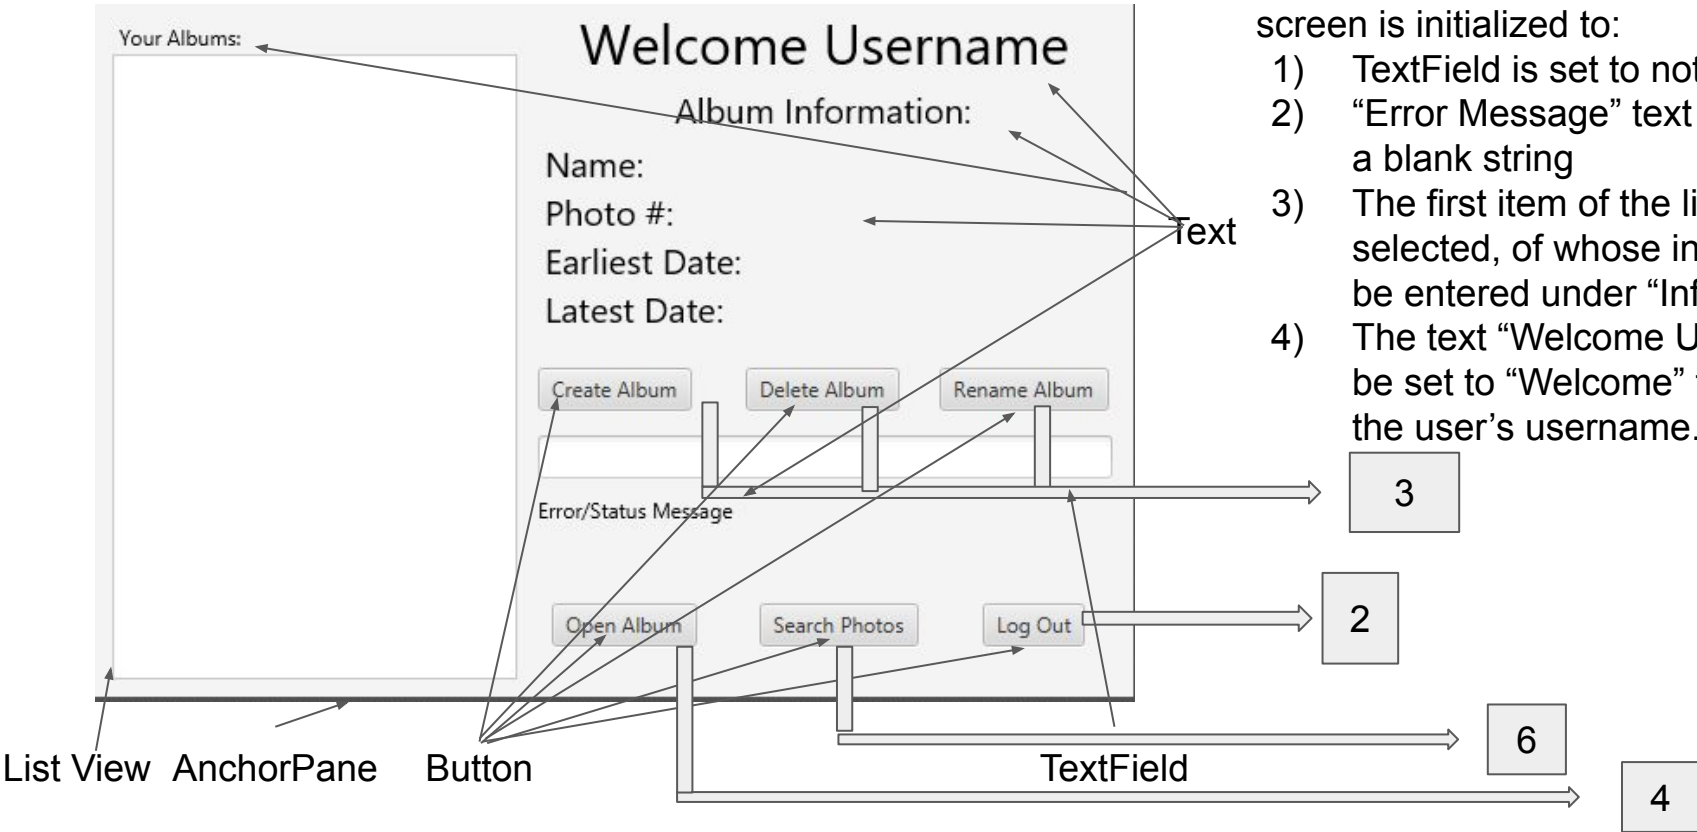 Your Albums:
Welcome Username
Album Information:
Name:
Photo #:
Earliest Date:
Latest Date:
Create Album
Delete Album
Rename Album
Error/Status Message
Open Album
Search Photos
Log Out
Text
screen is initialized to:
1) TextField is set to not
2) “Error Message” text
a blank string
3) The first item of the li
selected, of whose in
be entered under “Inf
4) The text “Welcome U
be set to “Welcome”
the user’s username.
3
2
6
4
List View
AnchorPane
Button
TextField